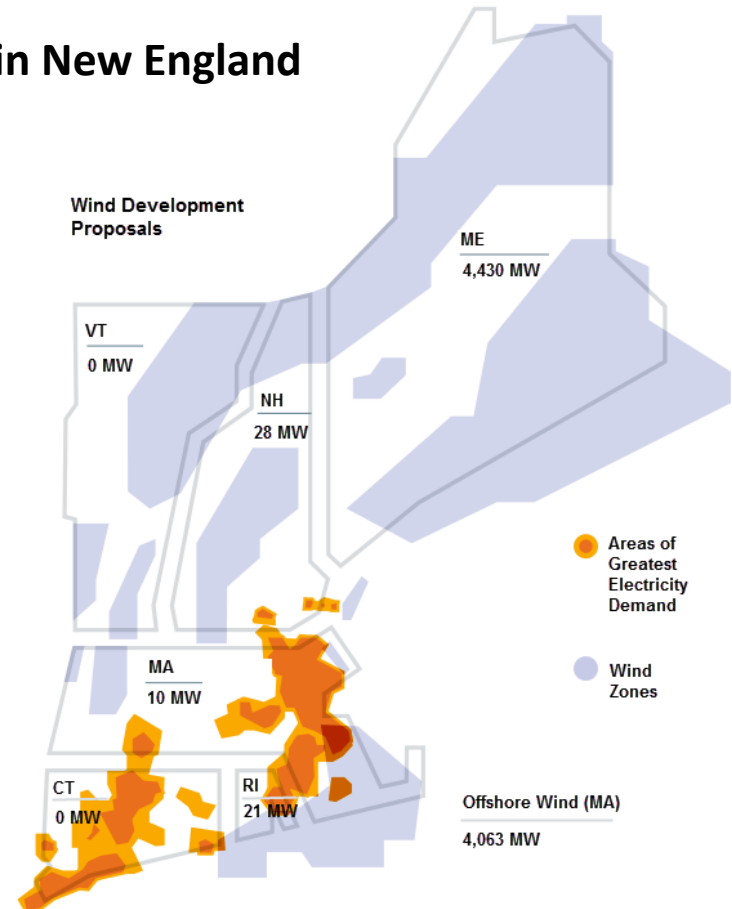 in New England
Wind Development
Proposals
ME
4,430 MW
VT
0 MW
NH
28 MW
Areas of
Greatest
Electricity
Demand
Wind
Zones
MA
10 MW
CT
0 MW
RI
21 MW
Offshore Wind (MA)
4,063 MW